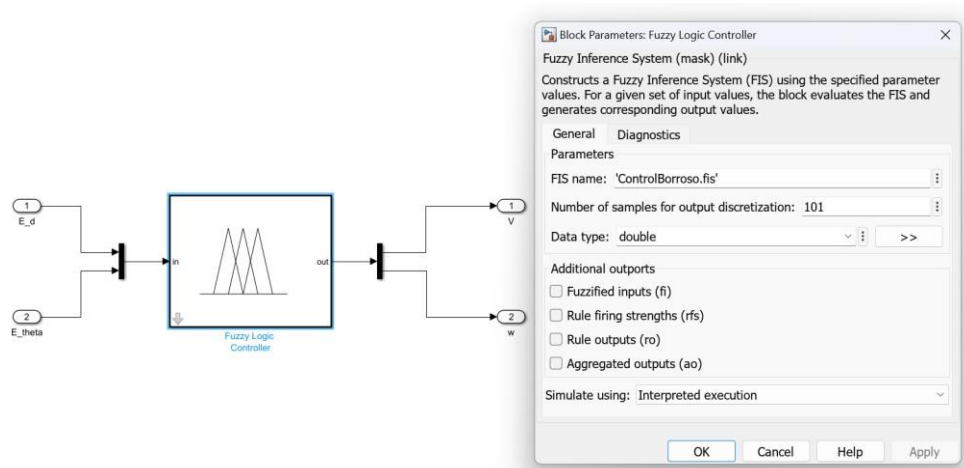 1
E_d
2
E_theta
in
out
Fuzzy Logic
Controller
1
V
2
w
Block Parameters: Fuzzy Logic Controller
Fuzzy Inference System (mask) (link)
Constructs a Fuzzy Inference System (FIS) using the specified parameter
values. For a given set of input values, the block evaluates the FIS and
generates corresponding output values.
General Diagnostics
Parameters
FIS name: 'ControlBorroso.fis'
Number of samples for output discretization: 101
Data type: double >>
Additional outports
Fuzzified inputs (fi)
Rule firing strengths (rfs)
Rule outputs (ro)
Aggregated outputs (ao)
Simulate using: Interpreted execution
OK Cancel Help Apply